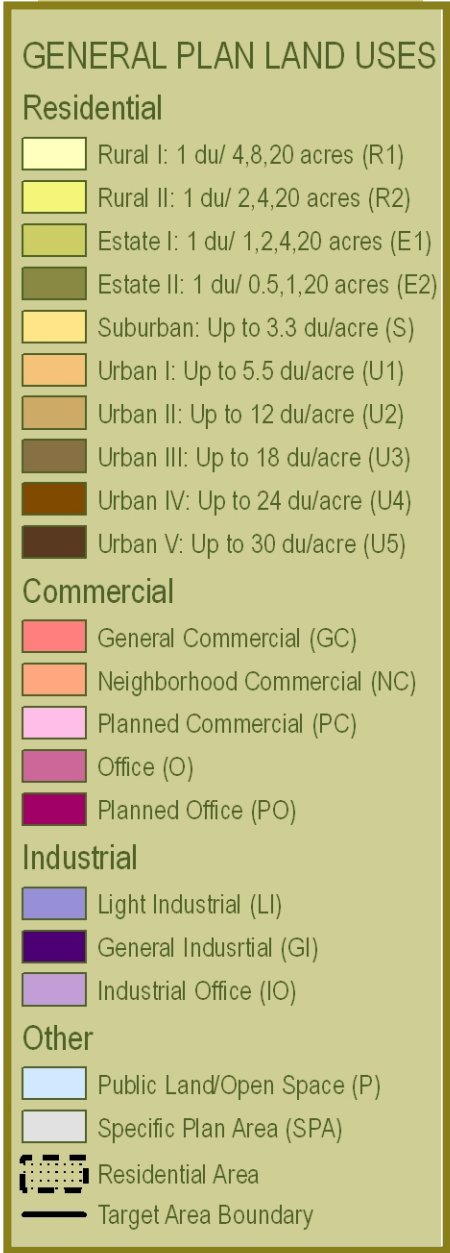 GENERAL PLAN LAND USES
Residential
Rural I: 1 du/ 4,8,20 acres (R1)
Rural II: 1 du/ 2,4,20 acres (R2)
Estate I: 1 du/ 1,2,4,20 acres (E1)
Estate II: 1 du/ 0.5,1,20 acres (E2)
Suburban: Up to 3.3 du/acre (S)
Urban I: Up to 5.5 du/acre (U1)
Urban II: Up to 12 du/acre (U2)
Urban III: Up to 18 du/acre (U3)
Urban IV: Up to 24 du/acre (U4)
Urban V: Up to 30 du/acre (U5)
Commercial
General Commercial (GC)
Neighborhood Commercial (NC)
Planned Commercial (PC)
Office (O)
Planned Office (PO)
Industrial
Light Industrial (LI)
General Indusrtial (GI)
Industrial Office (IO)
Other
Public Land/Open Space (P)
Specific Plan Area (SPA)
Residential Area
Target Area Boundary